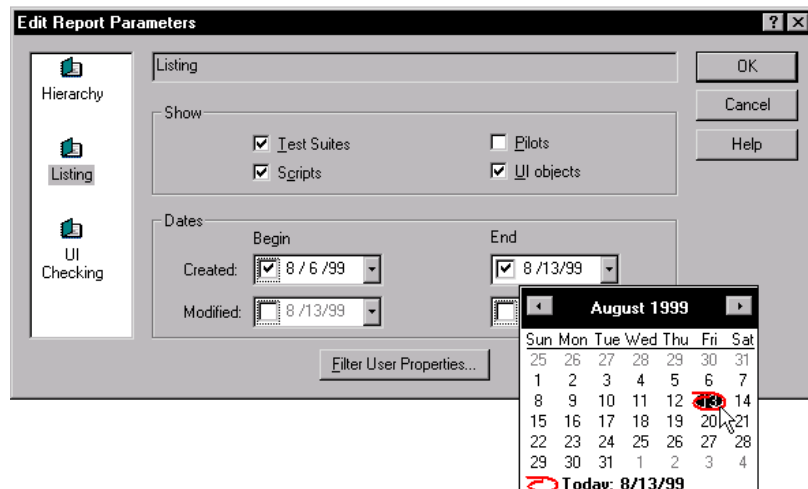 Edit Report Parameters
Hierarchy
Listing
UI
Checking
Listing
Show
Test Suites
Pilots
Scripts
UI objects
Dates
Begin
End
Created:
8 / 6 /99
8 /13/99
Modified:
8 /13/99
Filter User Properties...
OK
Cancel
Help
August 1999
Sun Mon Tue Wed Thu Fri Sat
25 26 27 28 29 30 31
1 2 3 4 5 6 7
8 9 10 11 12 13 14
15 16 17 18 19 20 21
22 23 24 25 26 27 28
29 30 31 1 2 3 4
Today: 8/13/99